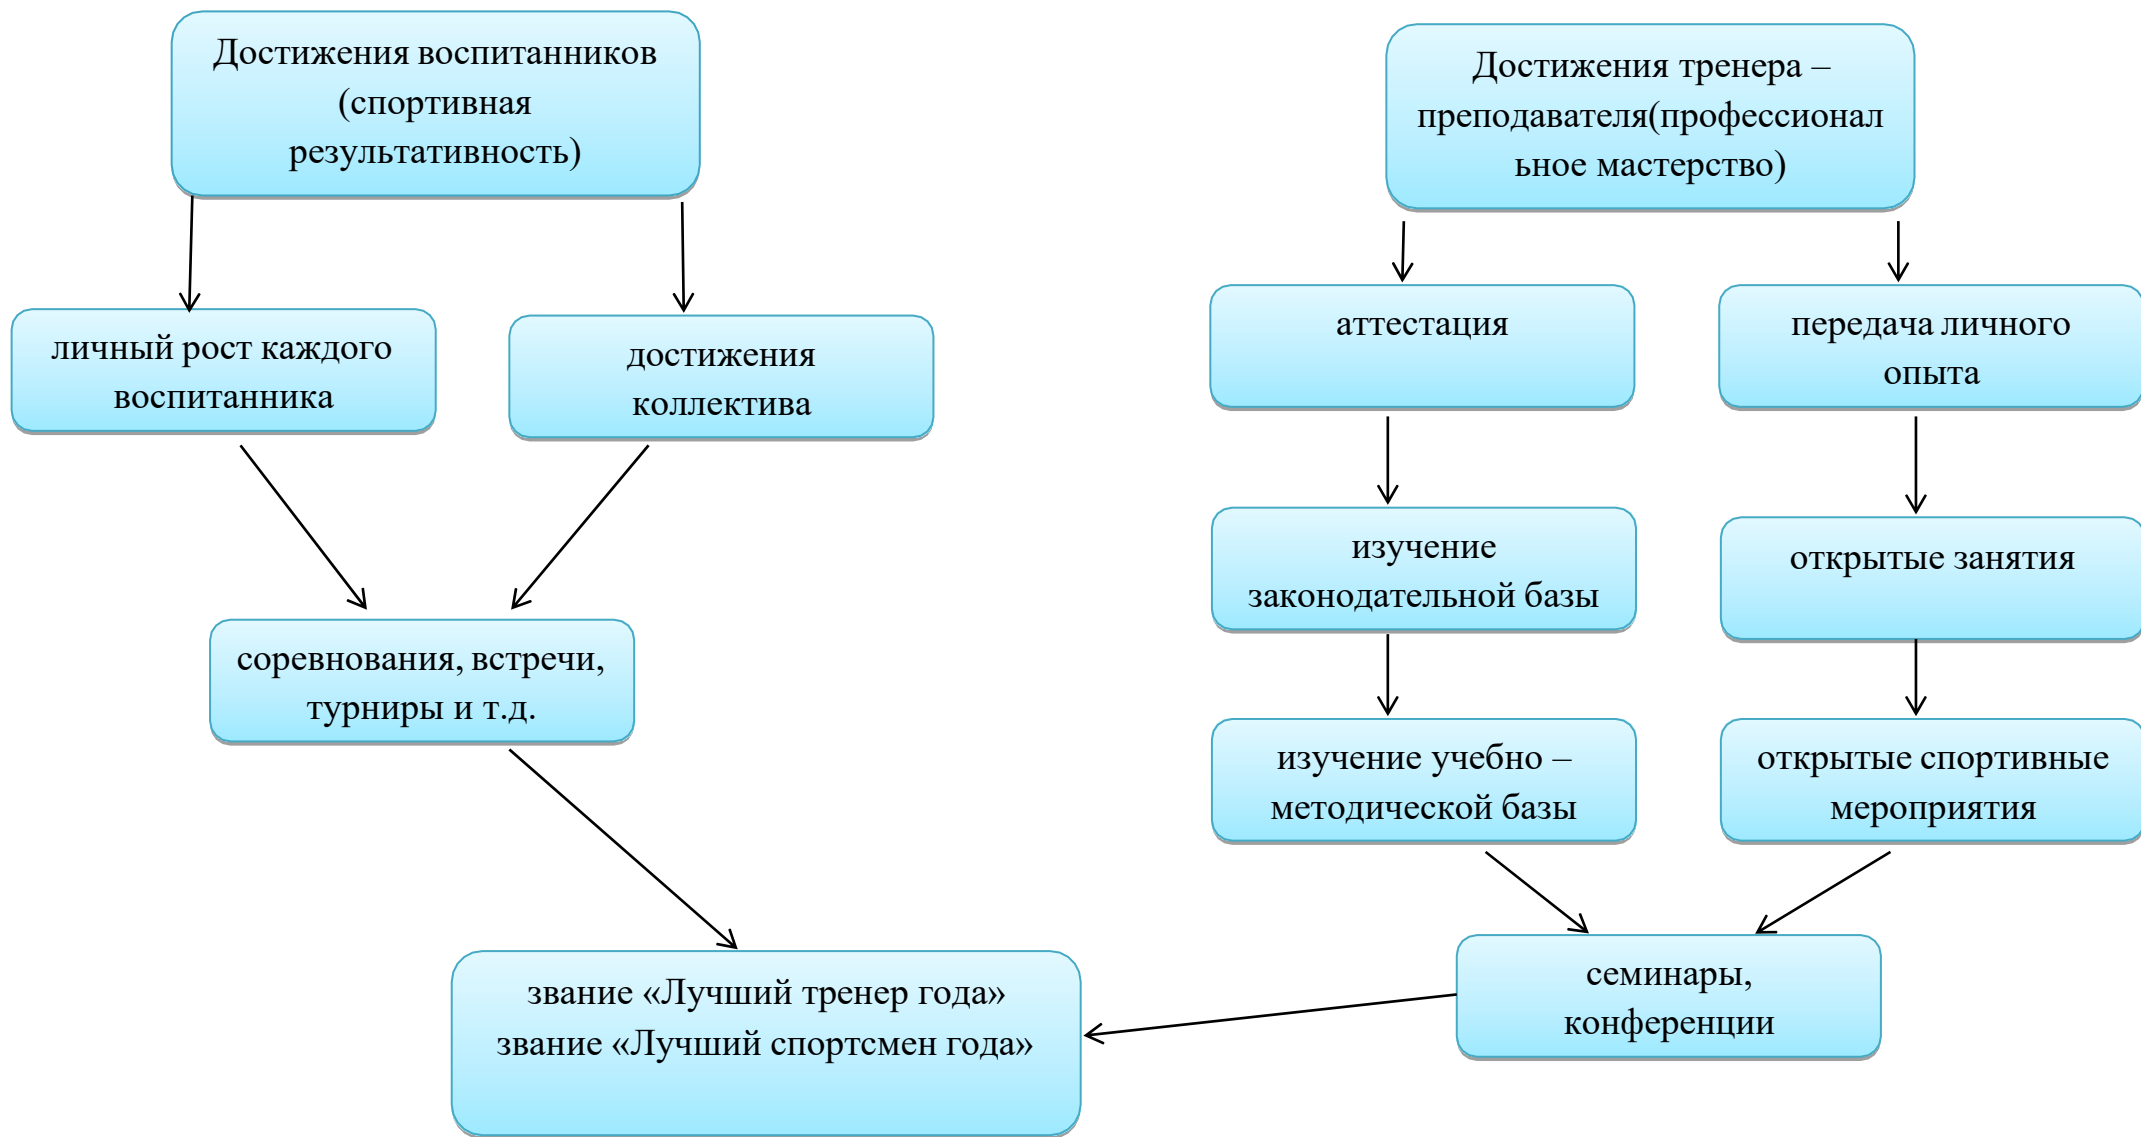 Достижения воспитанников
(спортивная
результативность)
Достижения тренера –
преподавателя(профессионал
ьное мастерство)
личный рост каждого
воспитанника
достижения
коллектива
аттестация
передача личного
опыта
изучение
законодательной базы
открытые занятия
соревнования, встречи,
турниры и т.д.
изучение учебно –
методической базы
открытые спортивные
мероприятия
звание «Лучший тренер года»
звание «Лучший спортсмен года»
семинары,
конференции